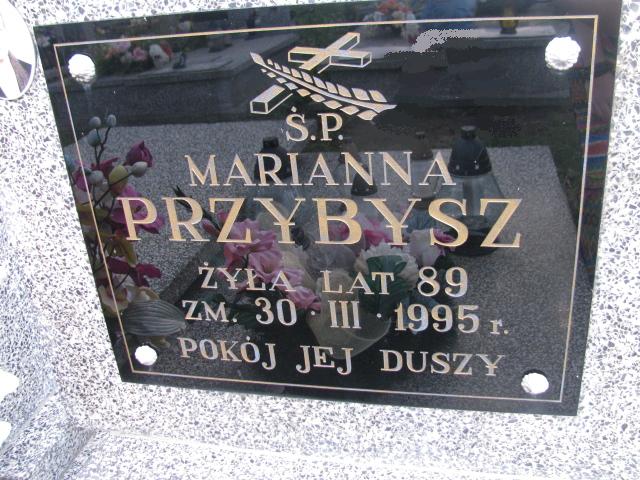 Ś.P.
MARIANNA
PRZYBYSZ
ŻYŁA LAT 89
ZM. 30 · III · 1995 r.
POKÓJ JEJ DUSZY